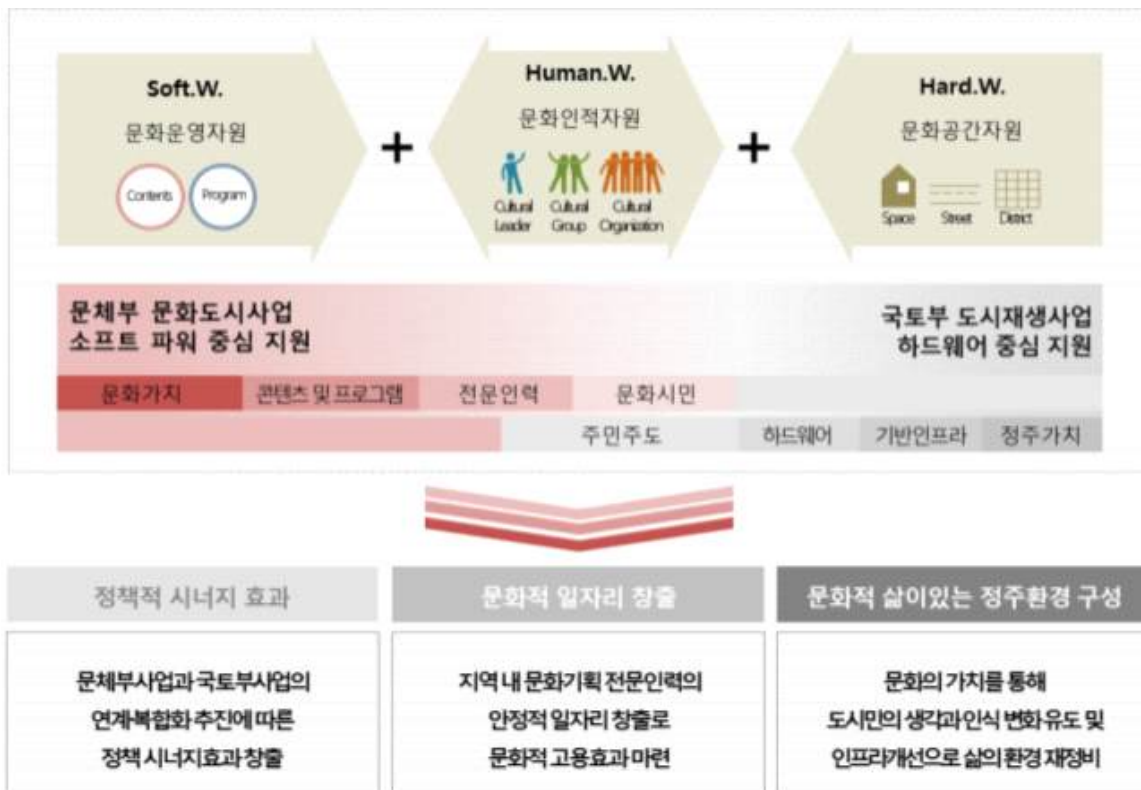 Soft.W.
문화운영자원
Contents
Program
+
Human.W.
문화인적자원
Cultural Leader
Cultural Group
Cultural Organization
+
Hard.W.
문화공간자원
Space
Street
District
문체부 문화도시사업
소프트 파워 중심 지원
국토부 도시재생사업
하드웨어 중심 지원
문화가치
콘텐츠 및 프로그램
전문인력
문화시민
주민주도
하드웨어
기반인프라
정주가치
정책적 시너지 효과
문체부사업과 국토부사업의
연계·복합화 추진에 따른
정책 시너지효과 창출
문화적 일자리 창출
지역 내 문화기획 전문인력의
안정적 일자리 창출로
문화적 고용효과 마련
문화적 삶이있는 정주환경 구성
문화의 가치를 통해
도시만의 생각과 인식 변화 유도 및
인프라개선으로 삶의 환경 재정비